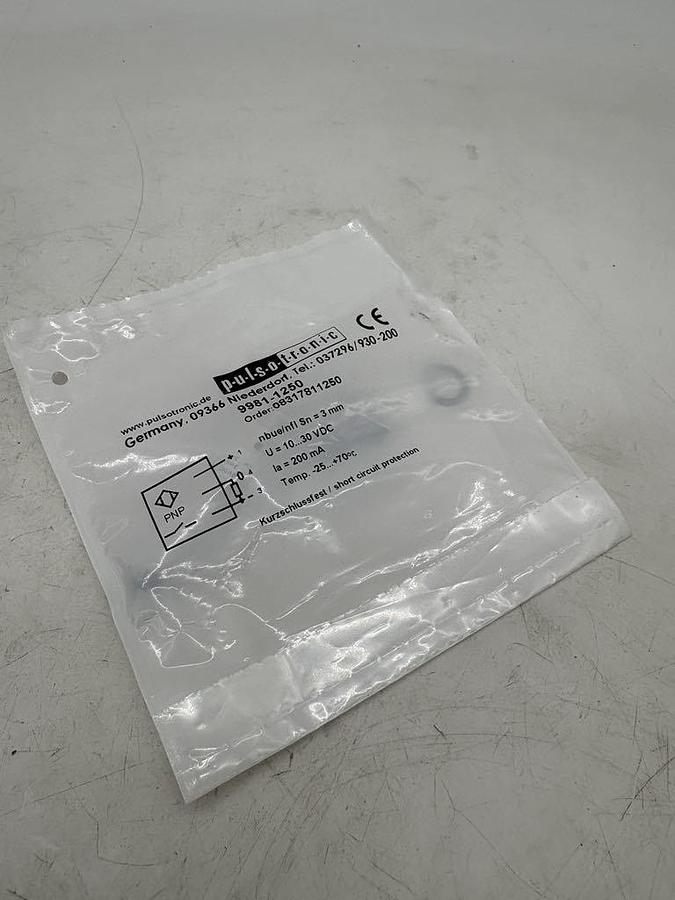 p·u·l·s·o·t·r·o·n·i·c CE
www.pulsotronic.de
Germany, 09366 Niederdorf, Tel.: 037296/930-200
9981-1250
Order:08317811250
nbue/nfl Sn = 3 mm
U = 10...30 VDC
Ia = 200 mA
Temp. -25...+70°C
Kurzschlussfest / short circuit protection
PNP
+ 1
4
- 3